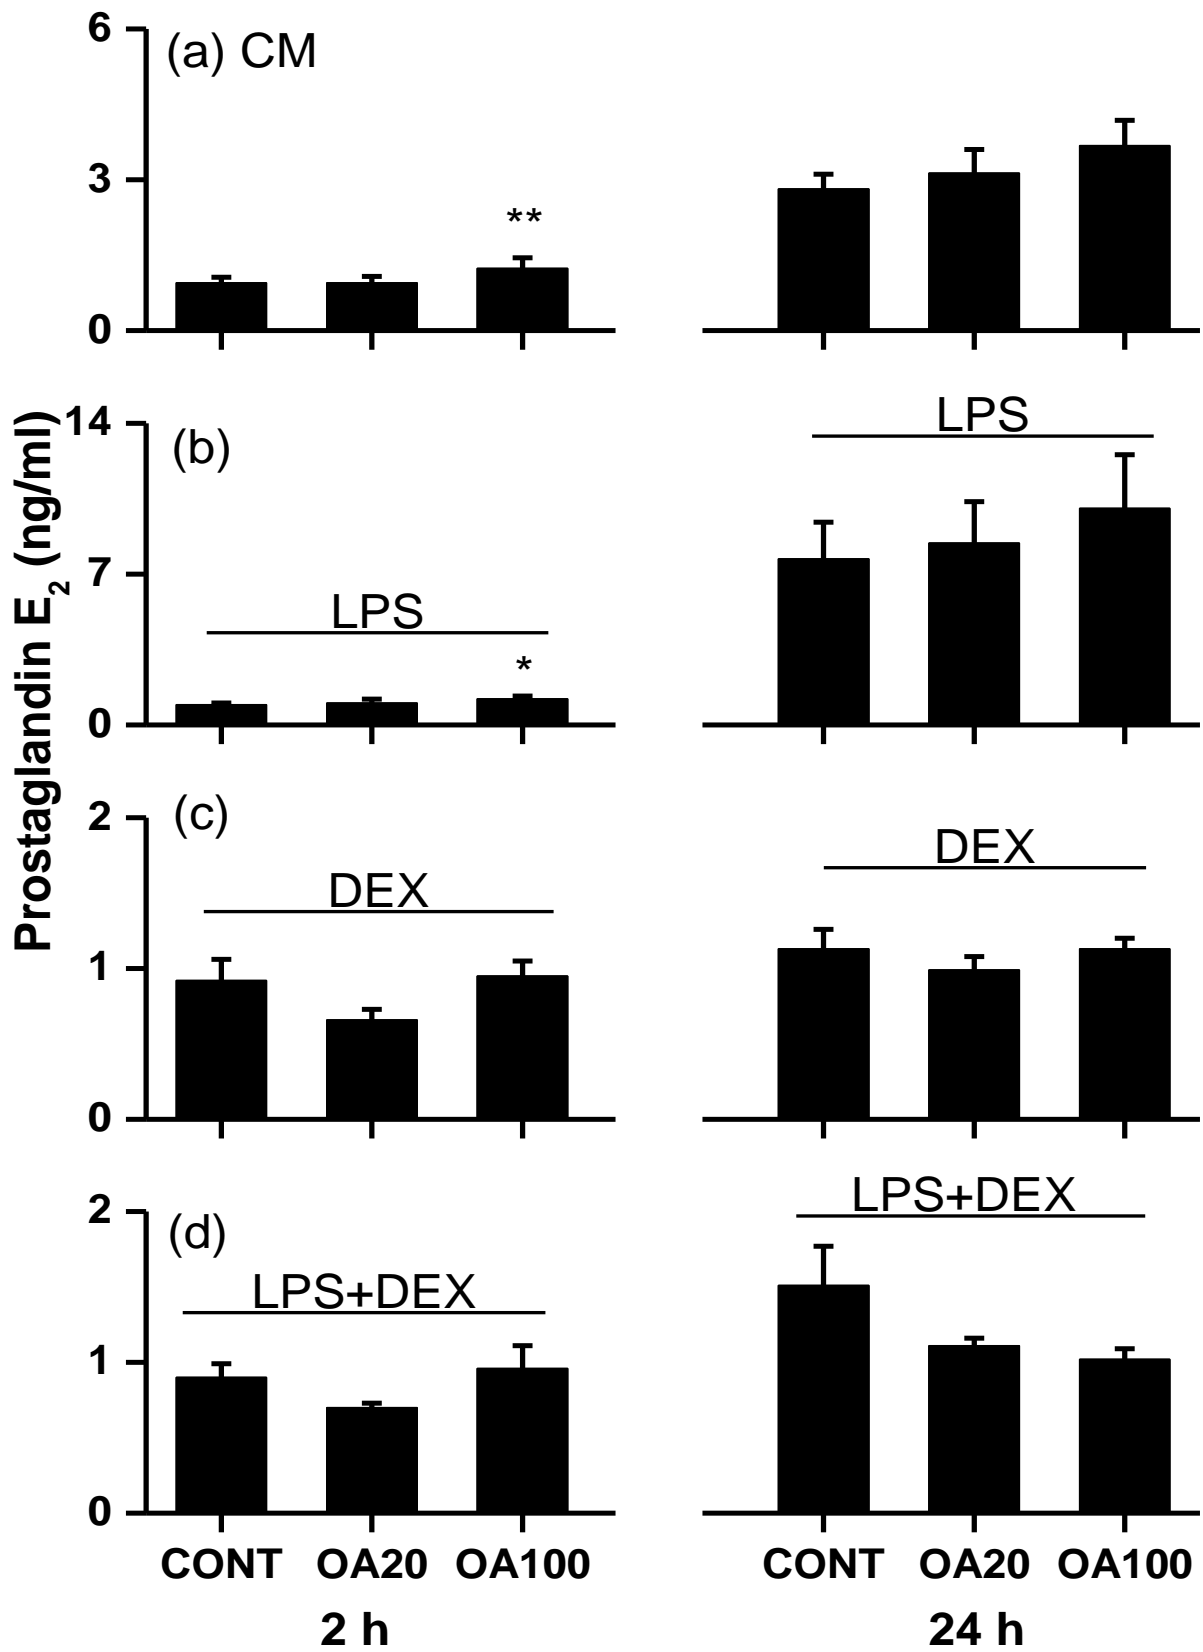 Prostaglandin E2 (ng/ml)
6
(a) CM
3
**
0
14
(b)
LPS
7
LPS
*
0
2
(c)
DEX
DEX
1
0
2
(d)
LPS+DEX
LPS+DEX
1
0
CONT OA20 OA100 CONT OA20 OA100
2 h 24 h